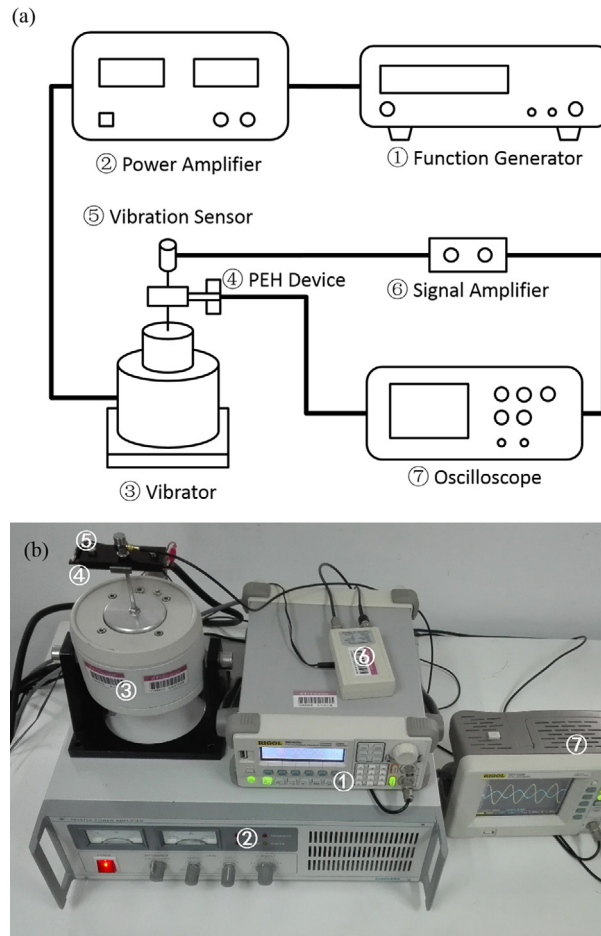 (a)
② Power Amplifier
① Function Generator
⑤ Vibration Sensor
④ PEH Device
⑥ Signal Amplifier
③ Vibrator
⑦ Oscilloscope
(b)
⑤
④
③
⑥
⑦
RIGOL
RIGOL
①
②